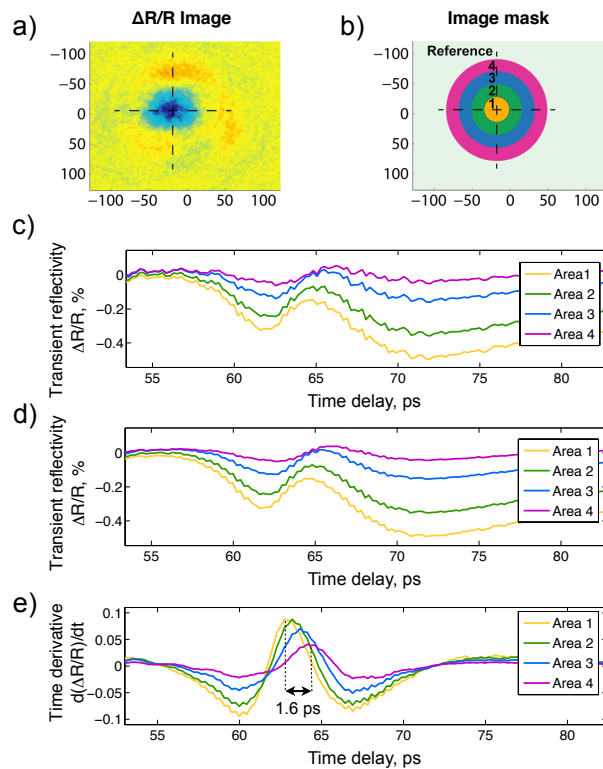 a)
ΔR/R Image
−100
−50
0
50
100
−100
−50
0
50
100
b)
Image mask
Reference
4
3
2
1
−100
−50
0
50
100
−100
−50
0
50
100
c)
Transient reflectivity
ΔR/R, %
0
−0.2
−0.4
Area1
Area 2
Area 3
Area 4
55
60
65
70
75
80
Time delay, ps
d)
Transient reflectivity
ΔR/R, %
0
−0.2
−0.4
Area 1
Area 2
Area 3
Area 4
55
60
65
70
75
80
Time delay, ps
e)
Time derivative
d(ΔR/R)/dt
0.1
0.05
0
−0.05
−0.1
1.6 ps
Area 1
Area 2
Area 3
Area 4
55
60
65
70
75
80
Time delay, ps